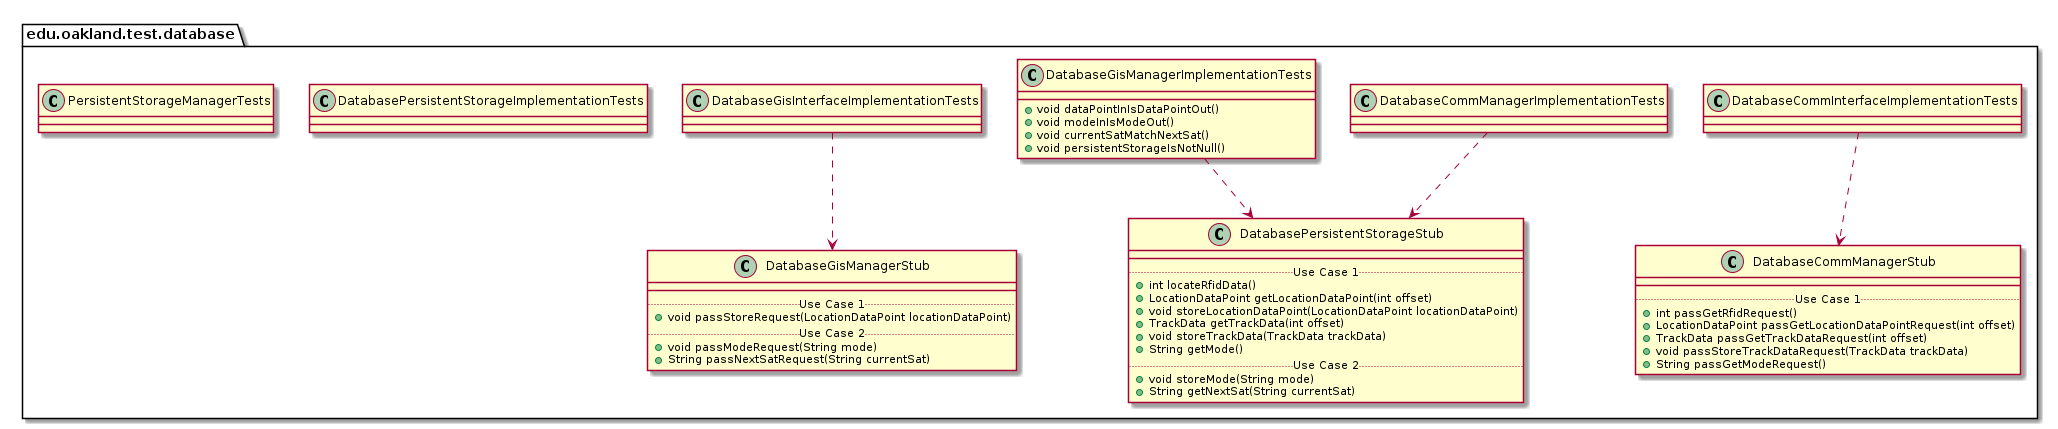 edu.oakland.test.database
C PersistentStorageManagerTests
C DatabasePersistentStorageImplementationTests
C DatabaseGisInterfaceImplementationTests
C DatabaseGisManagerImplementationTests
void dataPointInIsDataPointOut()
void modeInIsModeOut()
void currentSatMatchNextSat()
void persistentStorageIsNotNull()
C DatabaseCommManagerImplementationTests
C DatabaseCommInterfaceImplementationTests
C DatabaseGisManagerStub
Use Case 1
void passStoreRequest(LocationDataPoint locationDataPoint)
Use Case 2
void passModeRequest(String mode)
String passNextSatRequest(String currentSat)
C DatabasePersistentStorageStub
Use Case 1
int locateRfidData()
LocationDataPoint getLocationDataPoint(int offset)
void storeLocationDataPoint(LocationDataPoint locationDataPoint)
TrackData getTrackData(int offset)
void storeTrackData(TrackData trackData)
String getMode()
Use Case 2
void storeMode(String mode)
String getNextSat(String currentSat)
C DatabaseCommManagerStub
Use Case 1
int passGetRfidRequest()
LocationDataPoint passGetLocationDataPointRequest(int offset)
TrackData passGetTrackDataRequest(int offset)
void passStoreTrackDataRequest(TrackData trackData)
String passGetModeRequest()